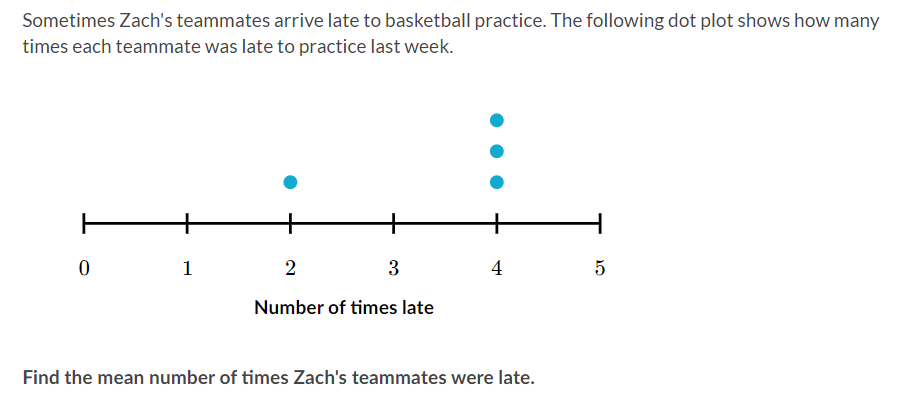 Sometimes Zach's teammates arrive late to basketball practice. The following dot plot shows how many
times each teammate was late to practice last week.
0 1 2 3 4 5
Number of times late
Find the mean number of times Zach's teammates were late.